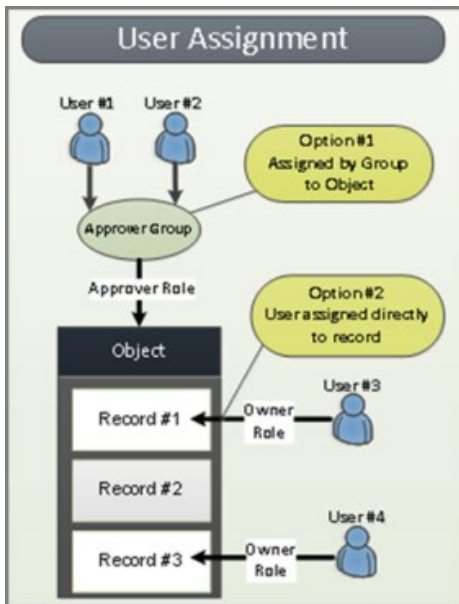 User Assignment
User #1
User #2
Option #1
Assigned by Group
to Object
Approver Group
Approver Role
Option #2
User assigned directly
to record
Object
User #3
Record #1
Owner
Role
Record #2
User #4
Record #3
Owner
Role